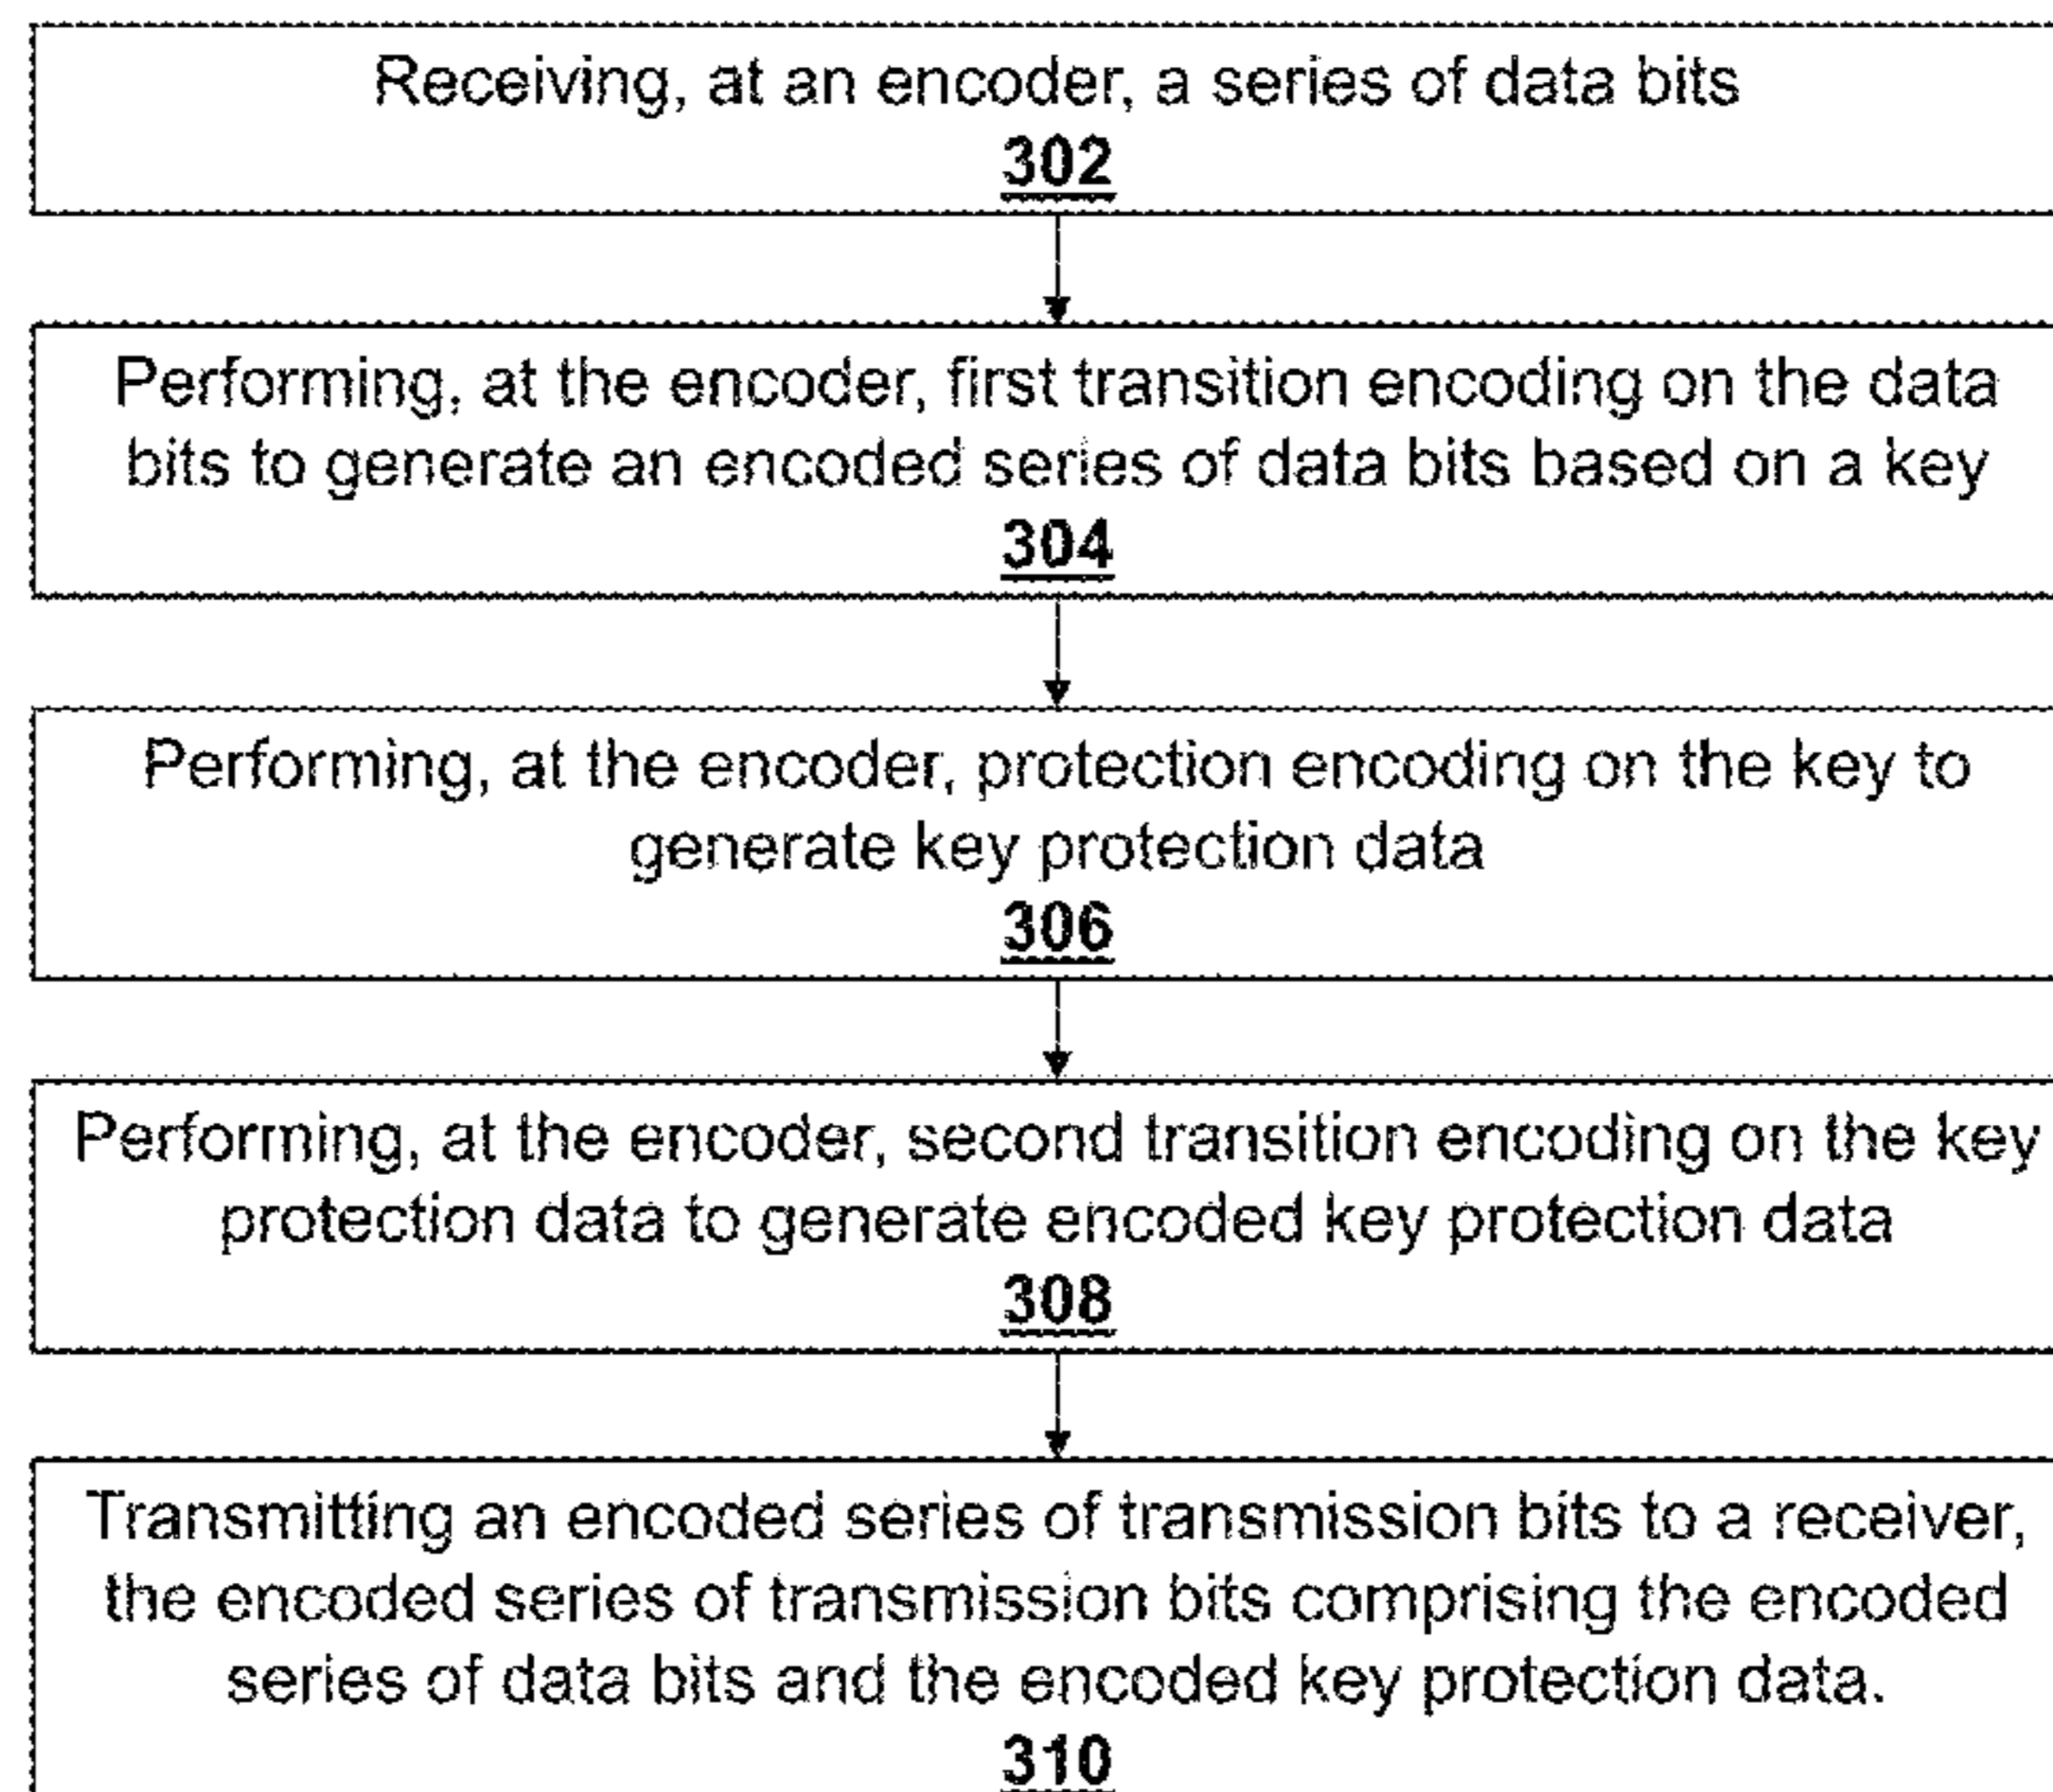 Receiving, at an encoder, a series of data bits
302
Performing, at the encoder, first transition encoding on the data
bits to generate an encoded series of data bits based on a key
304
Performing, at the encoder, protection encoding on the key to
generate key protection data
306
Performing, at the encoder, second transition encoding on the key
protection data to generate encoded key protection data
308
Transmitting an encoded series of transmission bits to a receiver,
the encoded series of transmission bits comprising the encoded
series of data bits and the encoded key protection data.
310